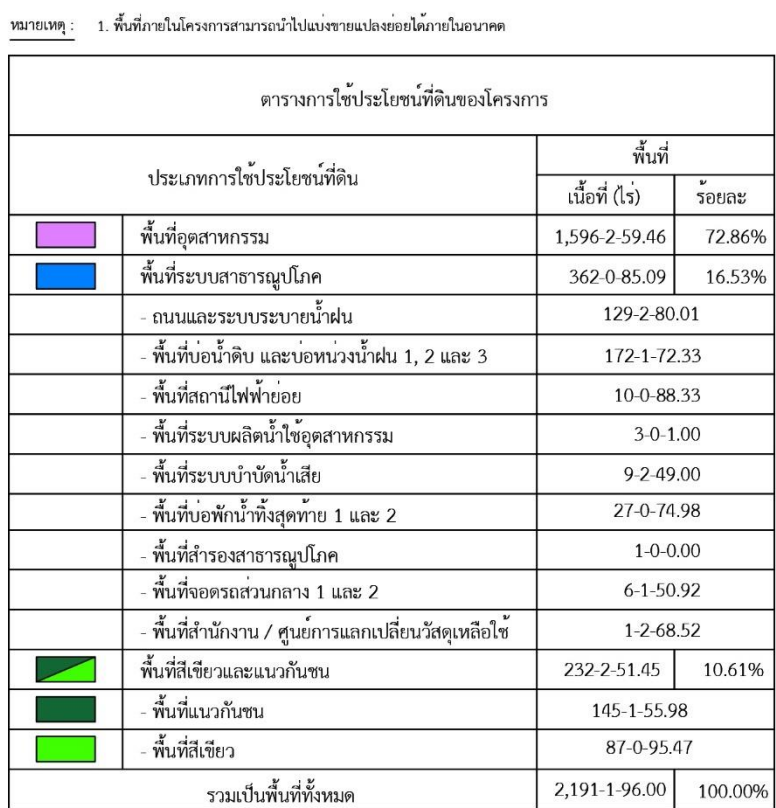 หมายเหตุ : 1. พื้นที่ภายในโครงการสามารถนำไปแบ่งขายแปลงย่อยได้ภายในอนาคต
ตารางการใช้ประโยชน์ที่ดินของโครงการ
ประเภทการใช้ประโยชน์ที่ดิน
พื้นที่
เนื้อที่ (ไร่) ร้อยละ
พื้นที่อุตสาหกรรม 1,596-2-59.46 72.86%
พื้นที่ระบบสาธารณูปโภค 362-0-85.09 16.53%
- ถนนและระบบระบายน้ำฝน 129-2-80.01
- พื้นที่บ่อน้ำดิบ และบ่อหน่วงน้ำฝน 1, 2 และ 3 172-1-72.33
- พื้นที่สถานีไฟฟ้าย่อย 10-0-88.33
- พื้นที่ระบบผลิตน้ำใช้อุตสาหกรรม 3-0-1.00
- พื้นที่ระบบบำบัดน้ำเสีย 9-2-49.00
- พื้นที่บ่อพักน้ำทิ้งสุดท้าย 1 และ 2 27-0-74.98
- พื้นที่สำรองสาธารณูปโภค 1-0-0.00
- พื้นที่จอดรถส่วนกลาง 1 และ 2 6-1-50.92
- พื้นที่สำนักงาน / ศูนย์การแลกเปลี่ยนวัสดุเหลือใช้ 1-2-68.52
พื้นที่สีเขียวและแนวกันชน 232-2-51.45 10.61%
- พื้นที่แนวกันชน 145-1-55.98
- พื้นที่สีเขียว 87-0-95.47
รวมเป็นพื้นที่ทั้งหมด 2,191-1-96.00 100.00%